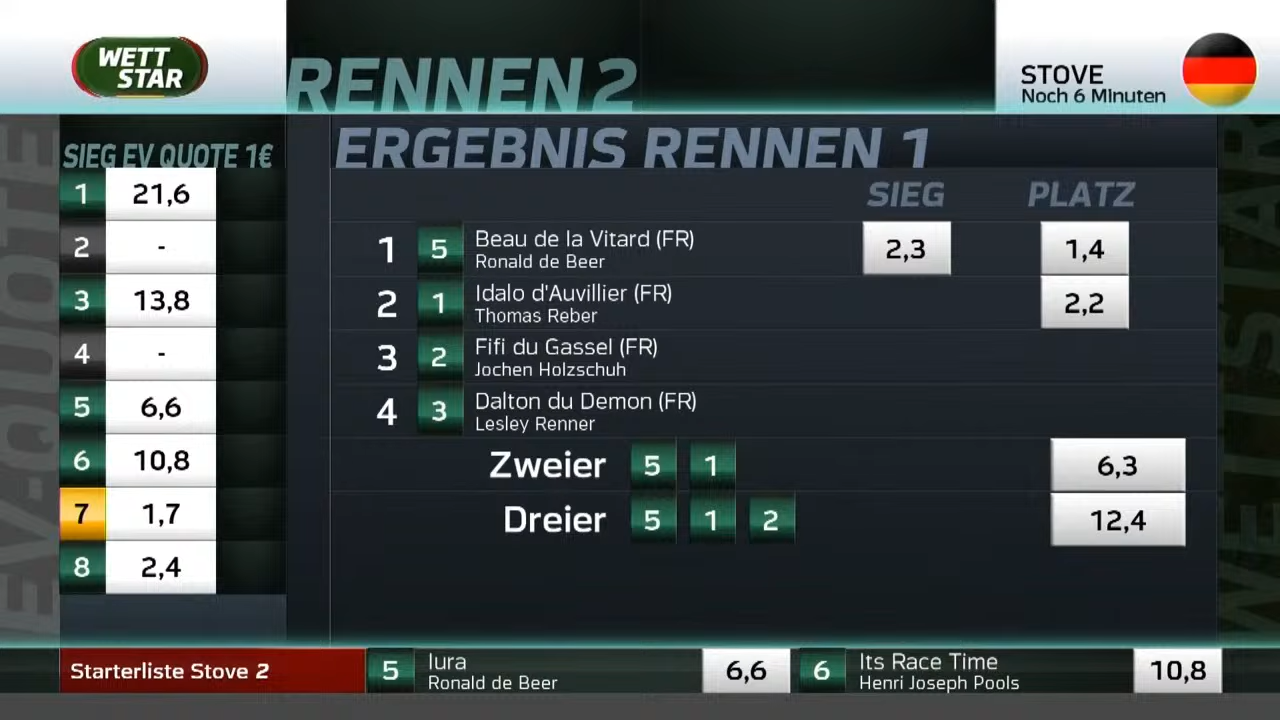 WETT
STAR
RENNEN 2
STOVE
Noch 6 Minuten
SIEG EV QUOTE 1€
ERGEBNIS RENNEN 1
SIEG PLATZ
1 21,6
2 -
3 13,8
4 -
5 6,6
6 10,8
7 1,7
8 2,4
1 5 Beau de la Vitard (FR) 2,3 1,4
Ronald de Beer
2 1 Idalo d'Auvillier (FR) 2,2
Thomas Reber
3 2 Fifi du Gassel (FR)
Jochen Holzschuh
4 3 Dalton du Demon (FR)
Lesley Renner
Zweier 5 1 6,3
Dreier 5 1 2 12,4
Starterliste Stove 2
5 Iura 6,6
Ronald de Beer
6 Its Race Time 10,8
Henri Joseph Pools